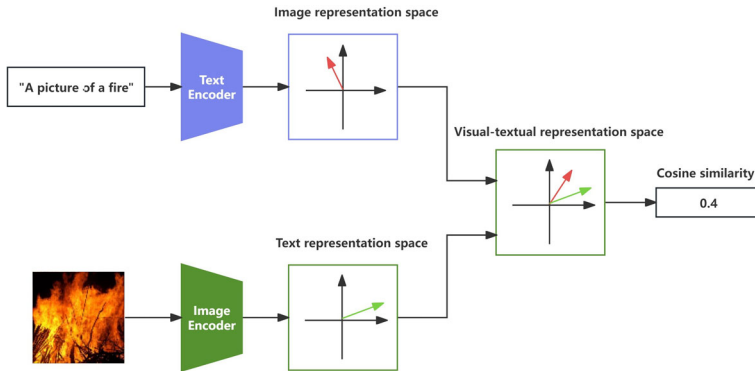 Image representation space
"A picture of a fire"
Text
Encoder
Visual-textual representation space
Cosine similarity
0.4
Text representation space
Image
Encoder